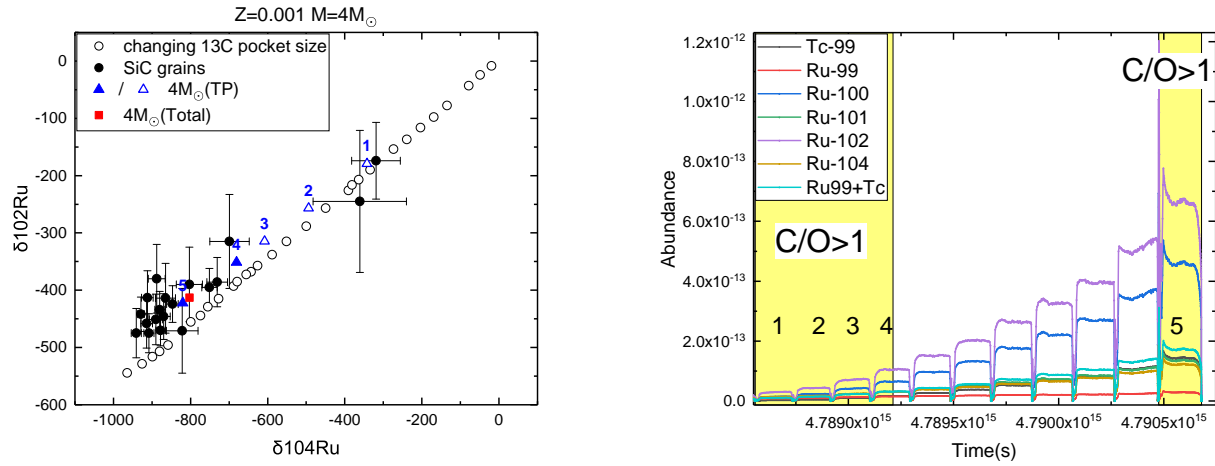 Z=0.001 M=4M☉
changing 13C pocket size
SiC grains
/ 4M☉(TP)
4M☉(Total)
0
-100
-200
-300
-400
-500
-600
δ102Ru
1
2
3
4
5
-1000 -800 -600 -400 -200 0
δ104Ru
1.2x10⁻¹²
1.0x10⁻¹²
8.0x10⁻¹³
6.0x10⁻¹³
4.0x10⁻¹³
2.0x10⁻¹³
0.0
Abundance
Tc-99
Ru-99
Ru-100
Ru-101
Ru-102
Ru-104
Ru99+Tc
C/O>1
C/O>1
1 2 3 4 5
4.7890x10¹⁵ 4.7895x10¹⁵ 4.7900x10¹⁵ 4.7905x10¹⁵
Time(s)